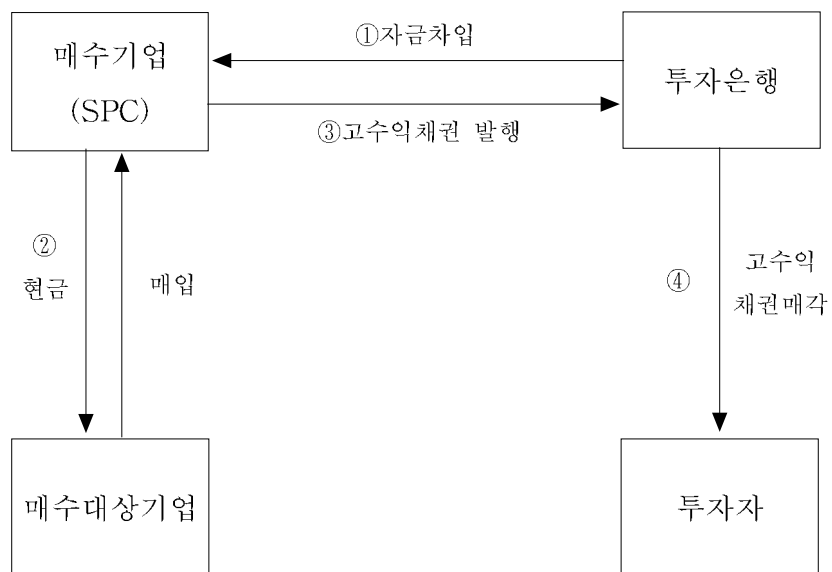 매수기업
(SPC)
①자금차입
투자은행
③고수익채권 발행
②
현금
매입
④
고수익
채권매각
매수대상기업
투자자